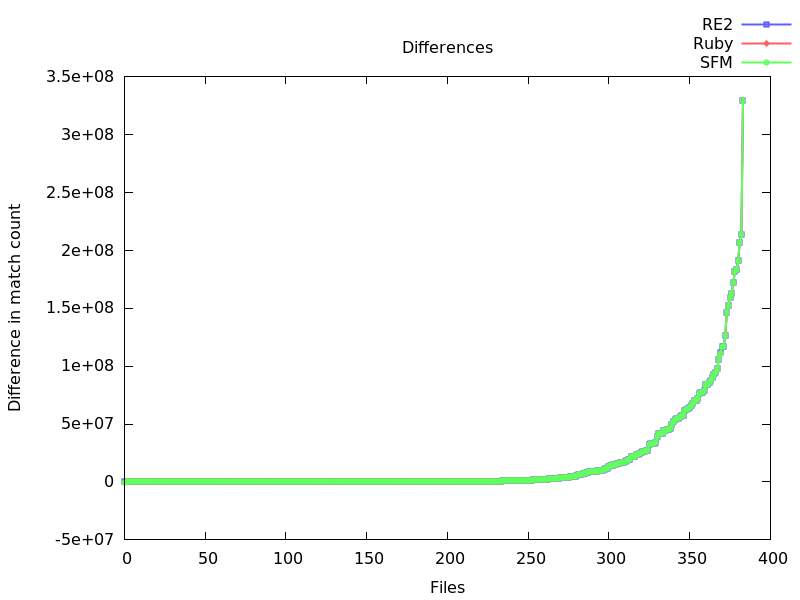 Differences
RE2
Ruby
SFM
3.5e+08
3e+08
2.5e+08
2e+08
1.5e+08
1e+08
5e+07
0
-5e+07
Difference in match count
0 50 100 150 200 250 300 350 400
Files